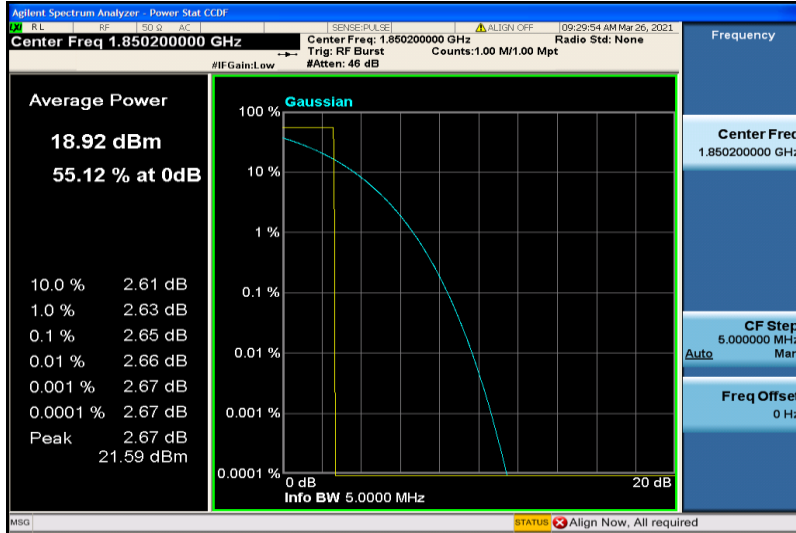 Agilent Spectrum Analyzer - Power Stat CCDF
LXI RL RF 50 Ω AC SENSE:PULSE ALIGN OFF 09:29:54 AM Mar 26, 2021
Center Freq 1.850200000 GHz
Center Freq: 1.850200000 GHz Radio Std: None
Trig: RF Burst Counts:1.00 M/1.00 Mpt
#IFGain:Low #Atten: 46 dB
Average Power
18.92 dBm
55.12 % at 0dB
10.0 % 2.61 dB
1.0 % 2.63 dB
0.1 % 2.65 dB
0.01 % 2.66 dB
0.001 % 2.67 dB
0.0001 % 2.67 dB
Peak 2.67 dB
21.59 dBm
Gaussian
100 %
10 %
1 %
0.1 %
0.01 %
0.001 %
0.0001 %
0 dB 20 dB
Info BW 5.0000 MHz
Frequency
Center Freq
1.850200000 GHz
CF Step
5.000000 MHz
Auto Man
Freq Offset
0 Hz
MSG STATUS Align Now, All required